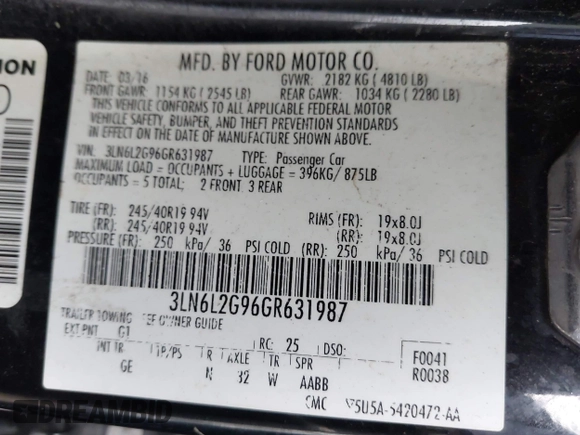 MFD. BY FORD MOTOR CO.
DATE: 03/16 GVWR: 2182 KG ( 4810 LB)
FRONT GAWR: 1154 KG ( 2545 LB) REAR GAWR: 1034 KG ( 2280 LB)
THIS VEHICLE CONFORMS TO ALL APPLICABLE FEDERAL MOTOR
VEHICLE SAFETY, BUMPER, AND THEFT PREVENTION STANDARDS
IN EFFECT ON THE DATE OF MANUFACTURE SHOWN ABOVE.
VIN: 3LN6L2G96GR631987 TYPE: Passenger Car
MAXIMUM LOAD = OCCUPANTS + LUGGAGE = 396KG/ 875LB
OCCUPANTS = 5 TOTAL; 2 FRONT 3 REAR
TIRE (FR): 245/40R19 94V RIMS (FR): 19x8.0J
(RR): 245/40R19 94V (RR): 19x8.0J
PRESSURE (FR): 250 kPa/ 36 PSI COLD (RR): 250 kPa/ 36 PSI COLD
3LN6L2G96GR631987
TRAILER TOWING - SEE OWNER GUIDE
EXT PNT G1 RC: 25 DSO: F0041
INT TR TP/PS R AXLE TR SPR R0038
GE N 32 W AABB
CMC
DREAMBID